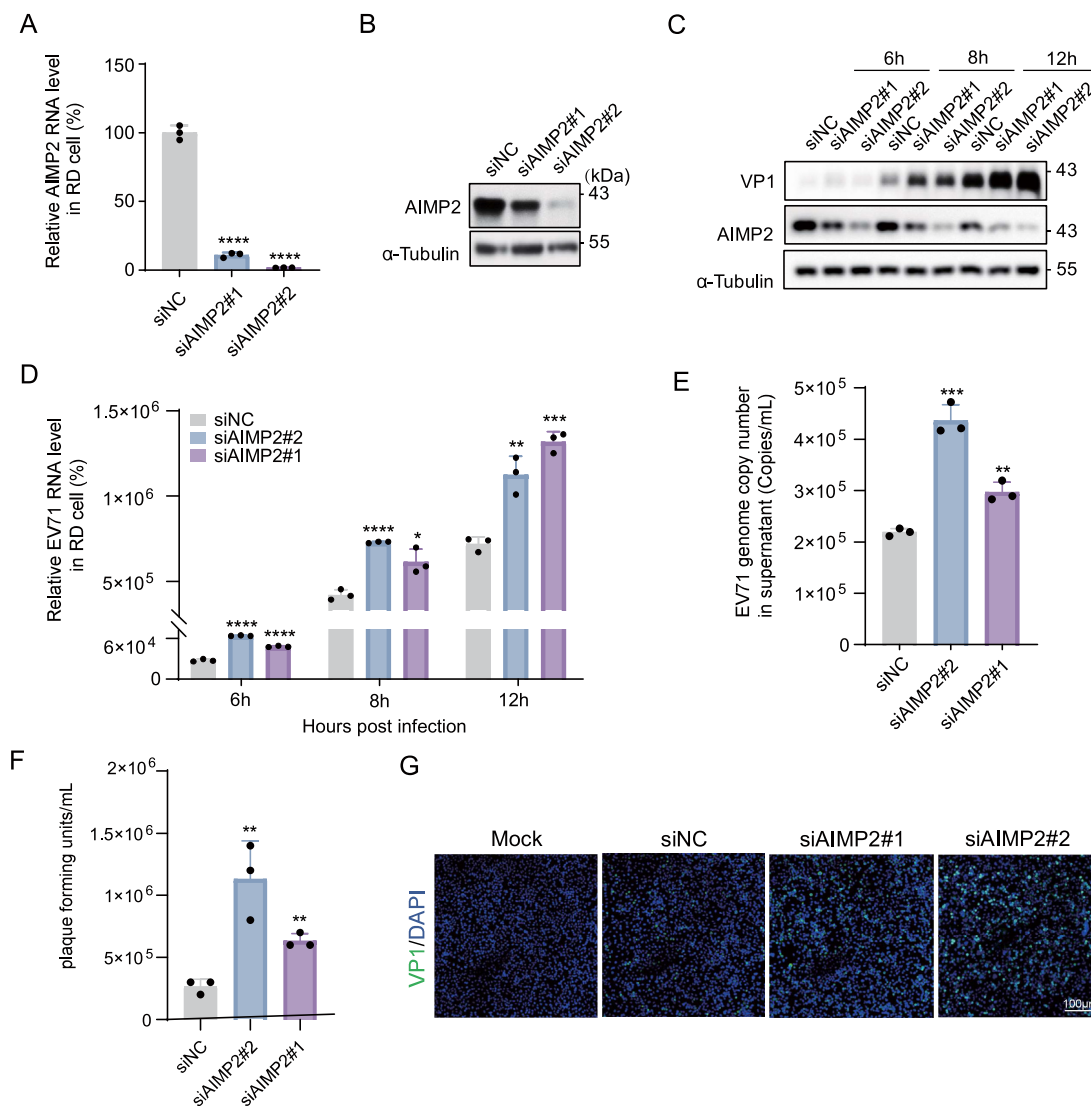 A
Relative AIMP2 RNA level
in RD cell (%)
150
100
50
0
****
****
siNC
siAIMP2#1
siAIMP2#2
B
siNC
siAIMP2#1
siAIMP2#2
(kDa)
AIMP2
43
α-Tubulin
55
C
6h
8h
12h
siNC
siAIMP2#1
siAIMP2#2
siNC
siAIMP2#1
siAIMP2#2
siNC
siAIMP2#1
siAIMP2#2
VP1
43
AIMP2
43
α-Tubulin
55
D
Relative EV71 RNA level
in RD cell (%)
1.5×10⁶
1×10⁶
5×10⁵
6×10⁴
0
siNC
siAIMP2#2
siAIMP2#1
****
****
****
*
**
***
6h
8h
12h
Hours post infection
E
EV71 genome copy number
in supernatant (Copies/mL)
5×10⁵
4×10⁵
3×10⁵
2×10⁵
0
***
**
siNC
siAIMP2#2
siAIMP2#1
F
plaque forming units/mL
2×10⁶
1.5×10⁶
1×10⁶
5×10⁵
0
**
**
siNC
siAIMP2#2
siAIMP2#1
G
Mock
siNC
siAIMP2#1
siAIMP2#2
VP1/DAPI
100μm